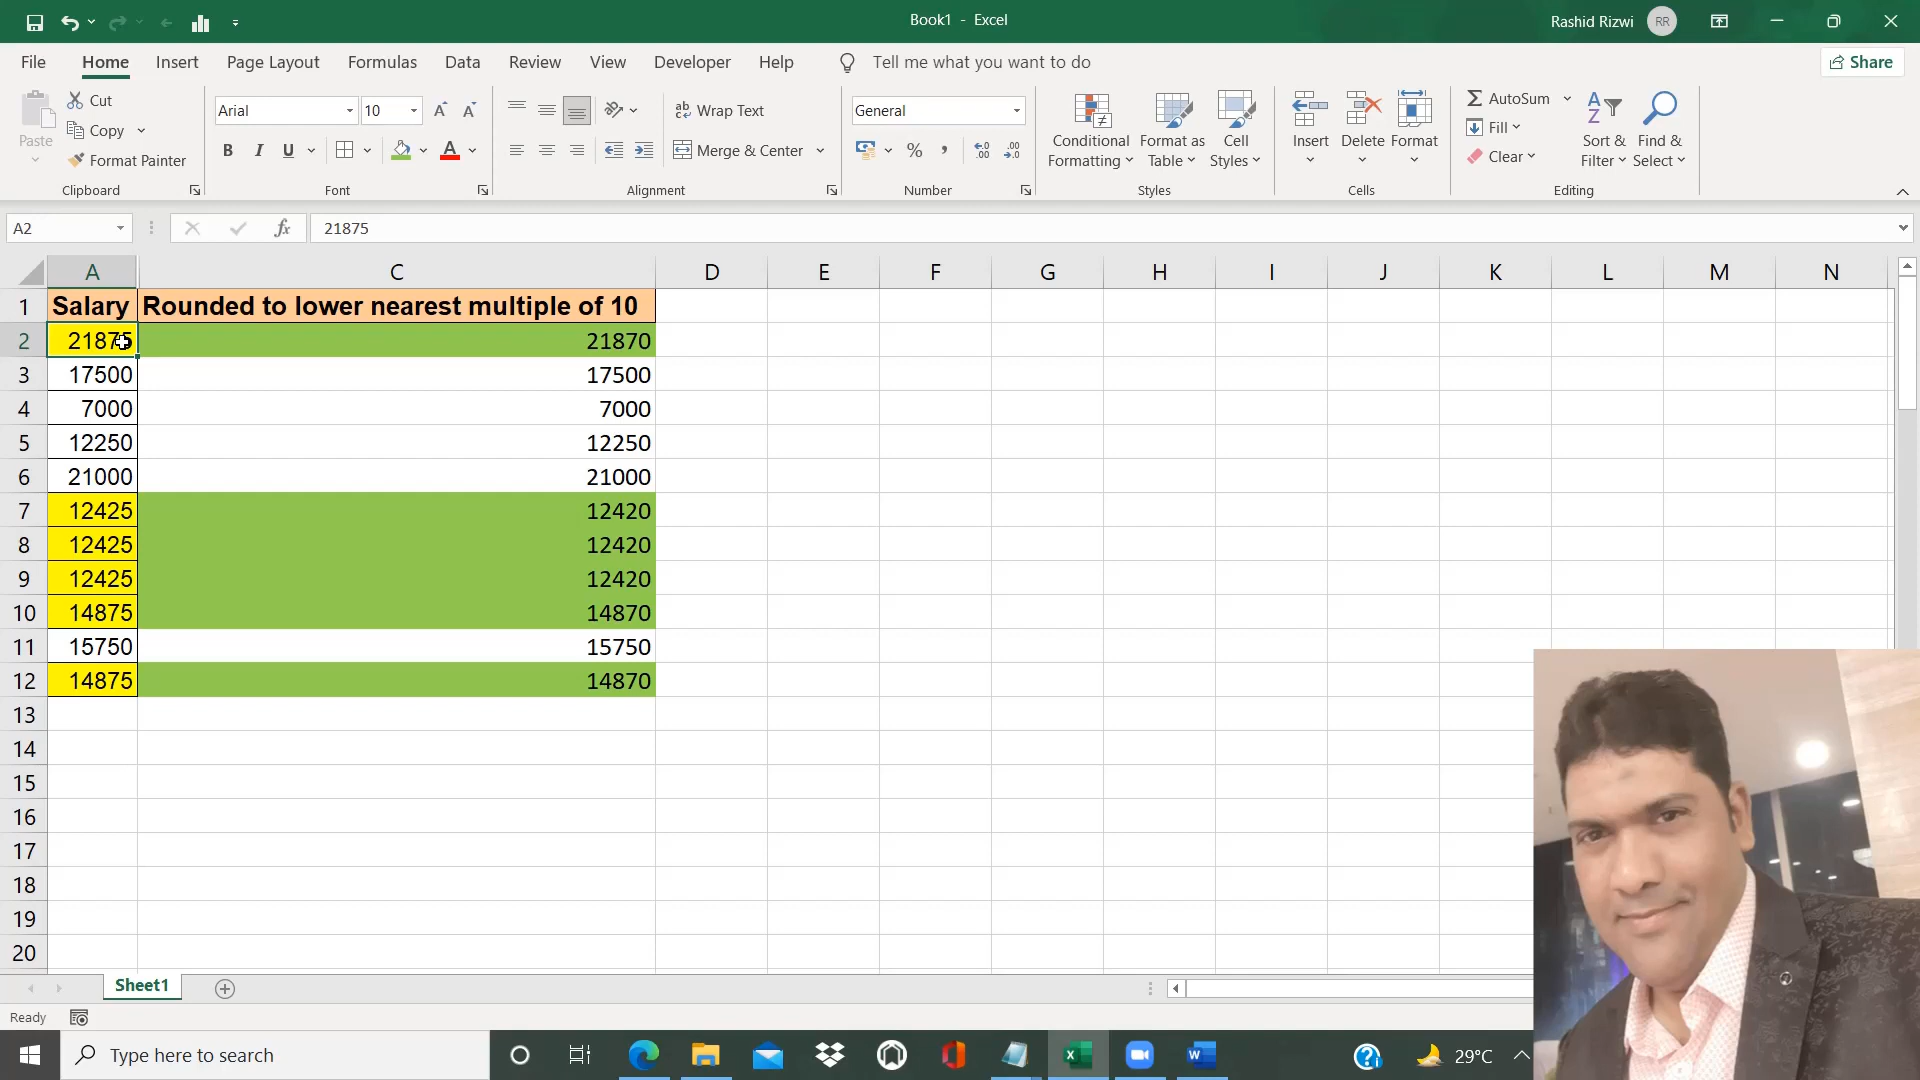 Book1 - Excel
Rashid Rizwi RR
File Home Insert Page Layout Formulas Data Review View Developer Help Tell me what you want to do Share
Paste
Cut
Copy
Format Painter
Clipboard
Arial 10 A A
B I U A
Font
ab Wrap Text
Merge & Center
Alignment
General
% ,
Number
Conditional Formatting
Format as Table
Cell Styles
Styles
Insert Delete Format
Cells
AutoSum
Fill
Clear
Sort & Filter
Find & Select
Editing
A2 fx 21875
A C D E F G H I J K L M N
1 Salary Rounded to lower nearest multiple of 10
2 21875 21870
3 17500 17500
4 7000 7000
5 12250 12250
6 21000 21000
7 12425 12420
8 12425 12420
9 12425 12420
10 14875 14870
11 15750 15750
12 14875 14870
13
14
15
16
17
18
19
20
Sheet1
Ready
Type here to search 29°C